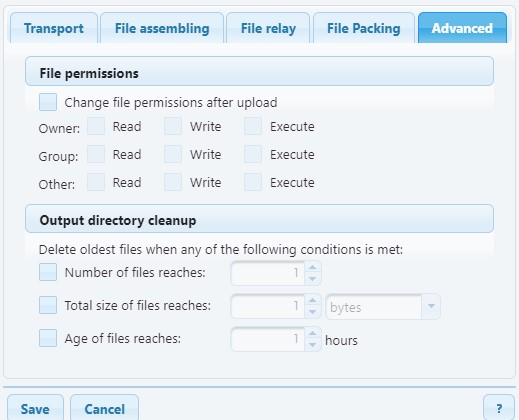 Transport File assembling File relay File Packing Advanced
File permissions
Change file permissions after upload
Owner: Read Write Execute
Group: Read Write Execute
Other: Read Write Execute
Output directory cleanup
Delete oldest files when any of the following conditions is met:
Number of files reaches: 1
Total size of files reaches: 1 bytes
Age of files reaches: 1 hours
Save Cancel ?